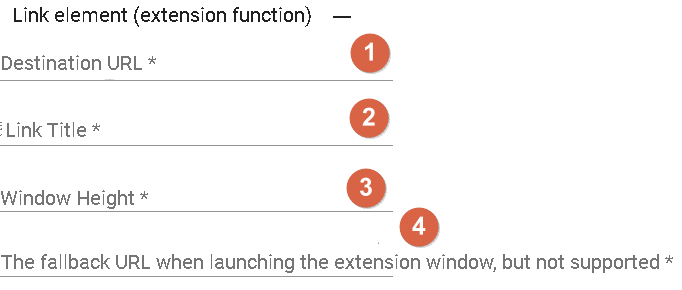 Link element (extension function) —
Destination URL *
1
Link Title *
2
Window Height *
3
4
The fallback URL when launching the extension window, but not supported *